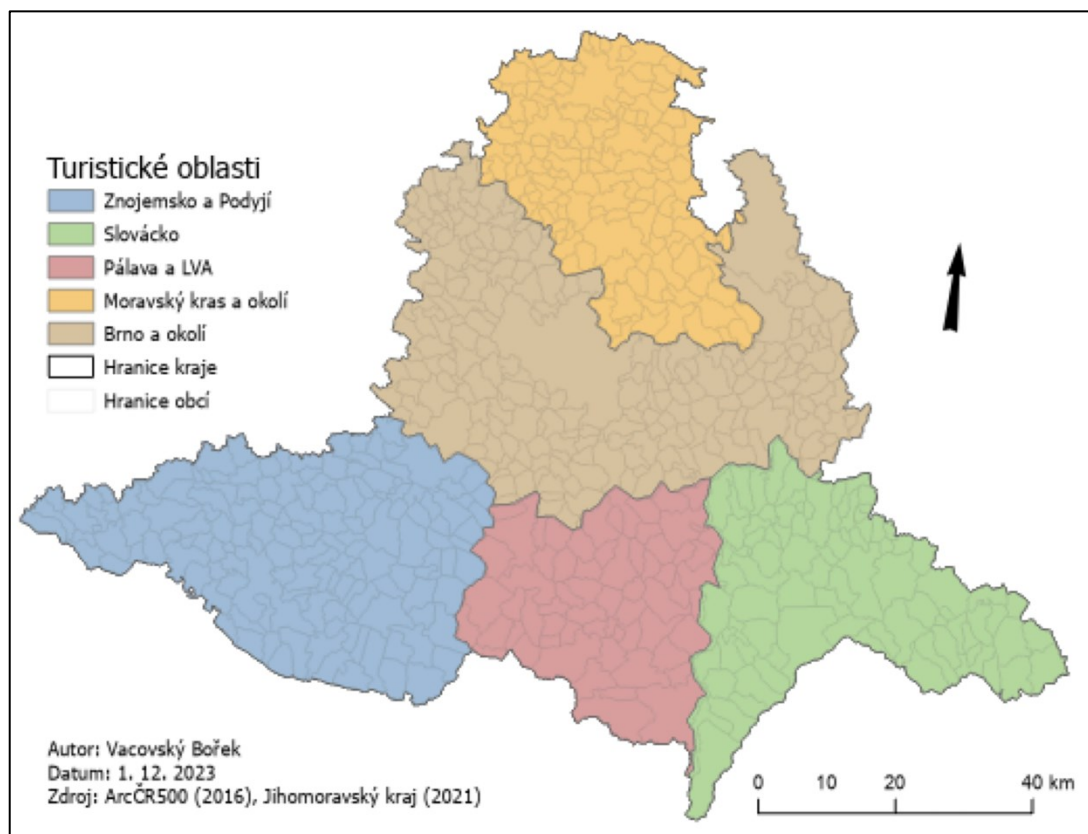 Turistické oblasti
Znojemsko a Podyjí
Slovácko
Pálava a LVA
Moravský kras a okolí
Brno a okolí
Hranice kraje
Hranice obcí
Autor: Vacovský Bořek
Datum: 1. 12. 2023
Zdroj: ArcČR500 (2016), Jihomoravský kraj (2021)
0 10 20 40 km